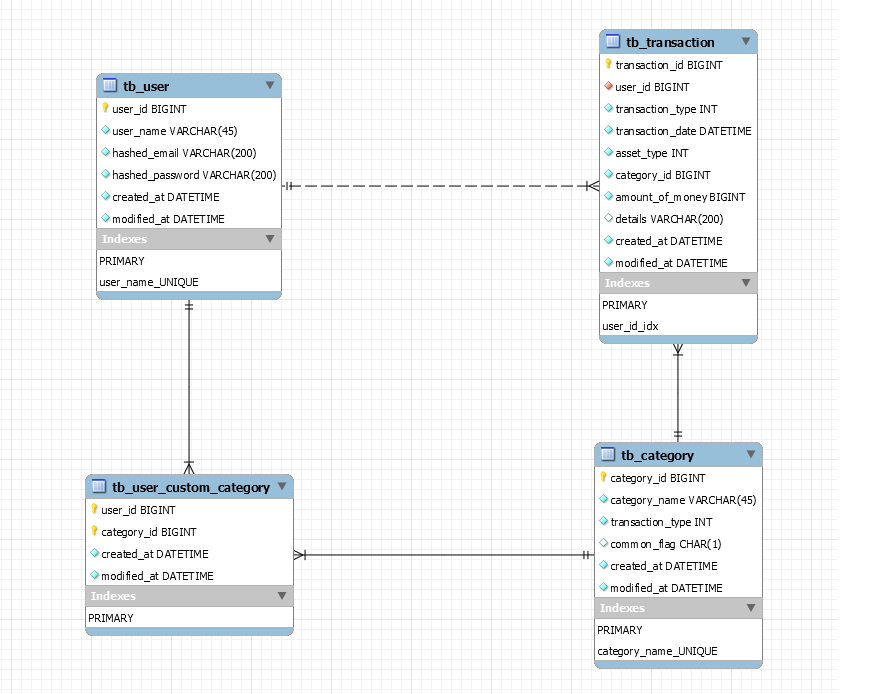 tb_user
user_id BIGINT
user_name VARCHAR(45)
hashed_email VARCHAR(200)
hashed_password VARCHAR(200)
created_at DATETIME
modified_at DATETIME
Indexes
PRIMARY
user_name_UNIQUE
tb_transaction
transaction_id BIGINT
user_id BIGINT
transaction_type INT
transaction_date DATETIME
asset_type INT
category_id BIGINT
amount_of_money BIGINT
details VARCHAR(200)
created_at DATETIME
modified_at DATETIME
Indexes
PRIMARY
user_id_idx
tb_user_custom_category
user_id BIGINT
category_id BIGINT
created_at DATETIME
modified_at DATETIME
Indexes
PRIMARY
tb_category
category_id BIGINT
category_name VARCHAR(45)
transaction_type INT
common_flag CHAR(1)
created_at DATETIME
modified_at DATETIME
Indexes
PRIMARY
category_name_UNIQUE